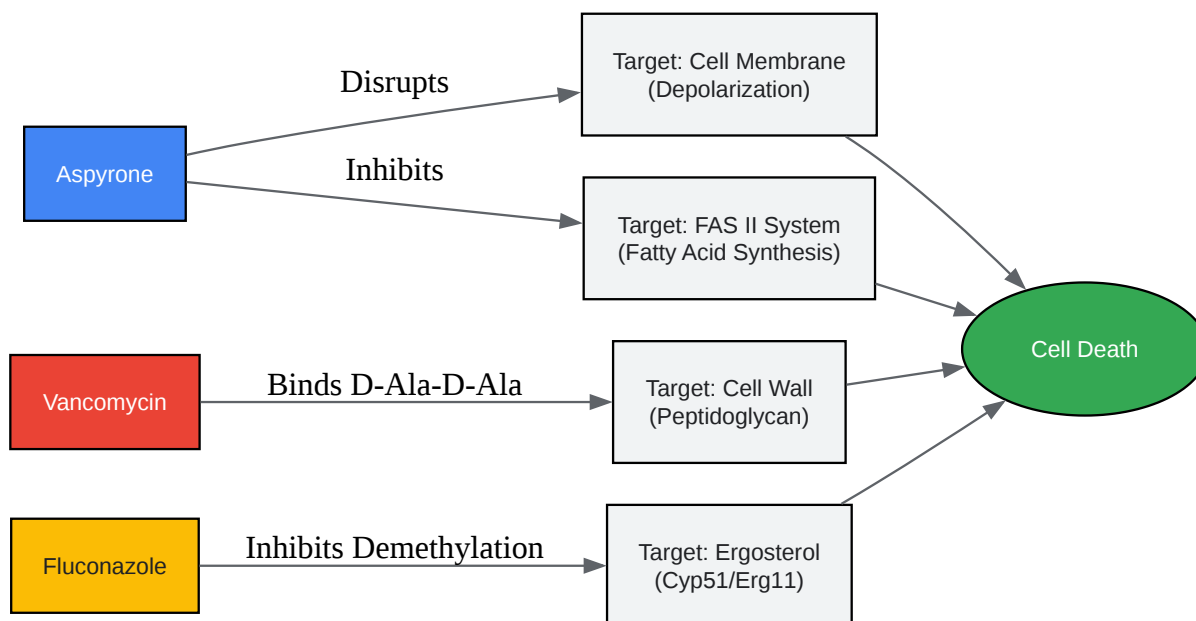 Aspyrone
Disrupts
Target: Cell Membrane
(Depolarization)
Inhibits
Target: FAS II System
(Fatty Acid Synthesis)
Vancomycin
Binds D-Ala-D-Ala
Target: Cell Wall
(Peptidoglycan)
Fluconazole
Inhibits Demethylation
Target: Ergosterol
(Cyp51/Erg11)
Cell Death